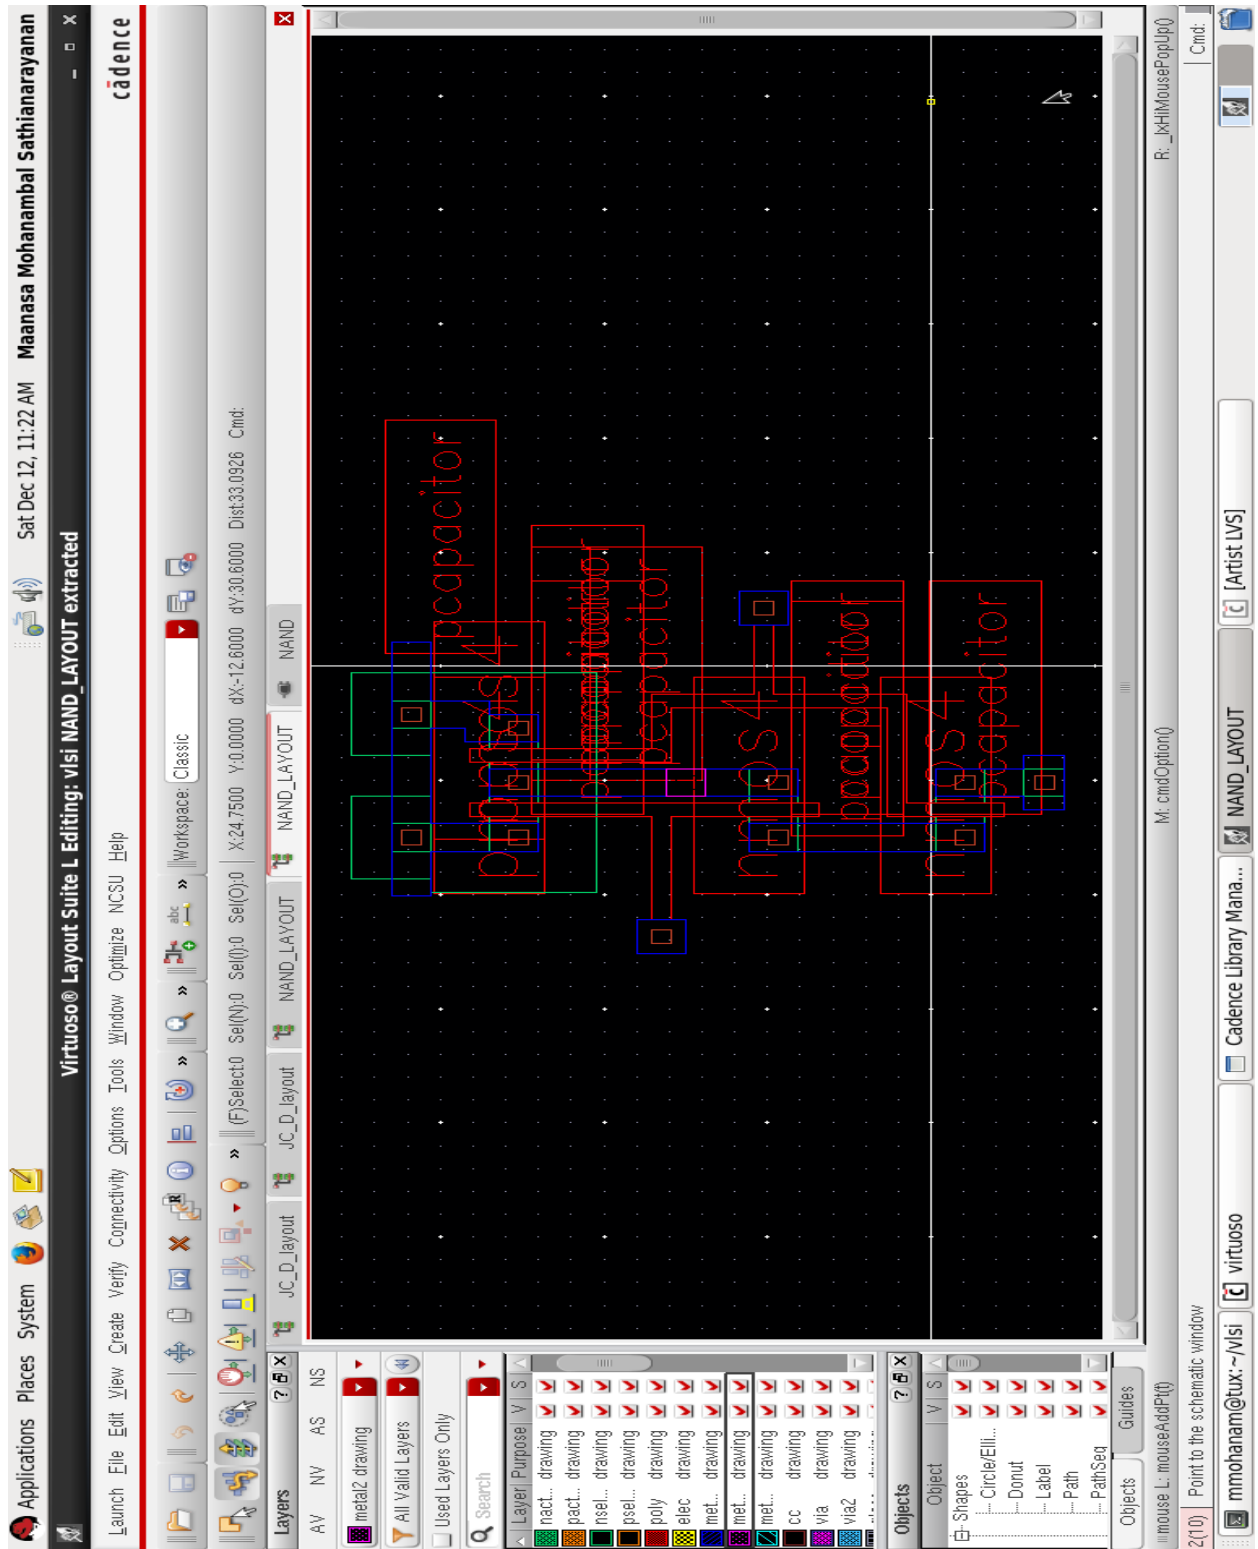 Applications Places System
Sat Dec 12, 11:22 AM Maanasa Mohanambal Sathianarayanan
Virtuoso® Layout Suite L Editing: vlsi NAND_LAYOUT extracted
Launch File Edit View Create Verify Connectivity Options Tools Window Optimize NCSU Help
cādence
abc
Workspace: Classic
(F)Select:0 Sel(N):0 Sel(I):0 Sel(O):0 X:24.7500 Y:0.0000 dX:-12.6000 dY:30.6000 Dist:33.0926 Cmd:
Layers
JC_D_layout JC_D_layout NAND_LAYOUT NAND_LAYOUT NAND
AV NV AS NS
metal2 drawing
All Valid Layers
Used Layers Only
Search
Layer Purpose V S
nact... drawing
pact... drawing
nsel... drawing
psel... drawing
poly drawing
elec drawing
met... drawing
met... drawing
met... drawing
cc drawing
via drawing
via2 drawing
Objects
Object V S
Shapes
Circle/Elli...
Donut
Label
Path
PathSeq
Objects Guides
pcapacitor
pcapacitor
pcapacitor
mouse L: mouseAddPt(t) M: cmdOption() R: _lxHiMousePopUp()
2(10) Point to the schematic window Cmd:
mmohanam@tux:~/vlsi virtuoso Cadence Library Mana... NAND_LAYOUT [Artist LVS]